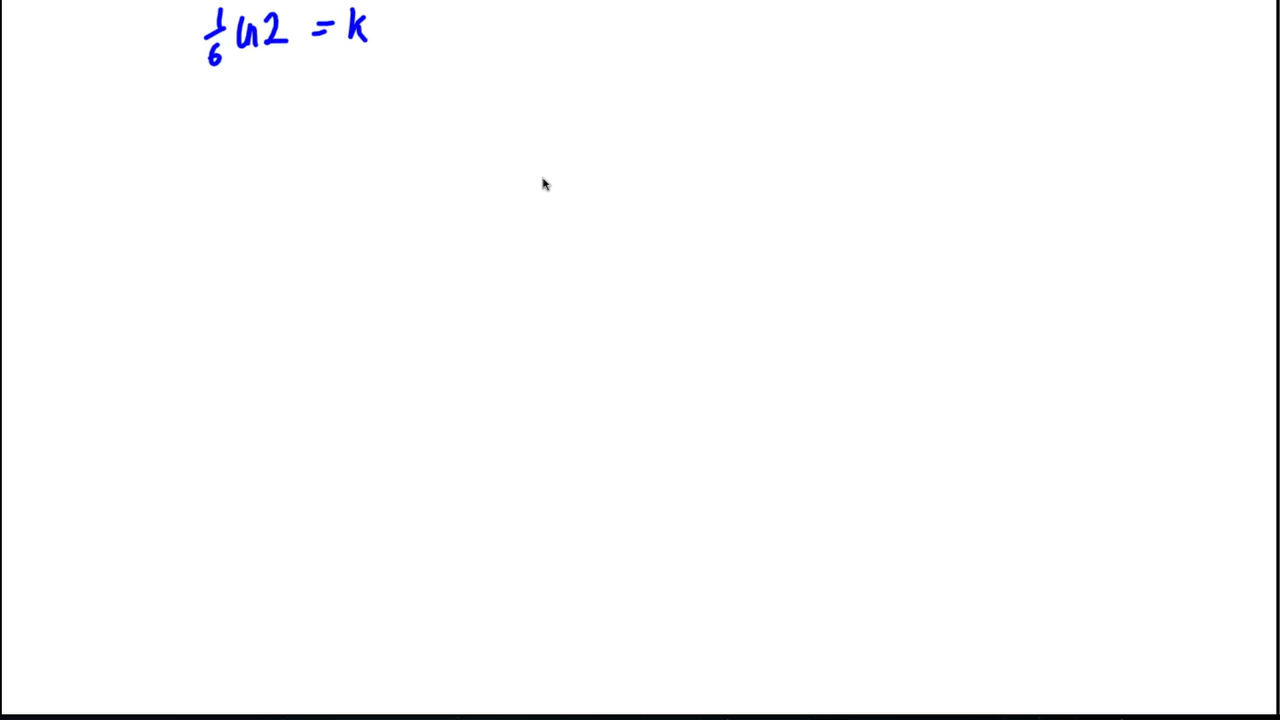 1/6 ln2 = k